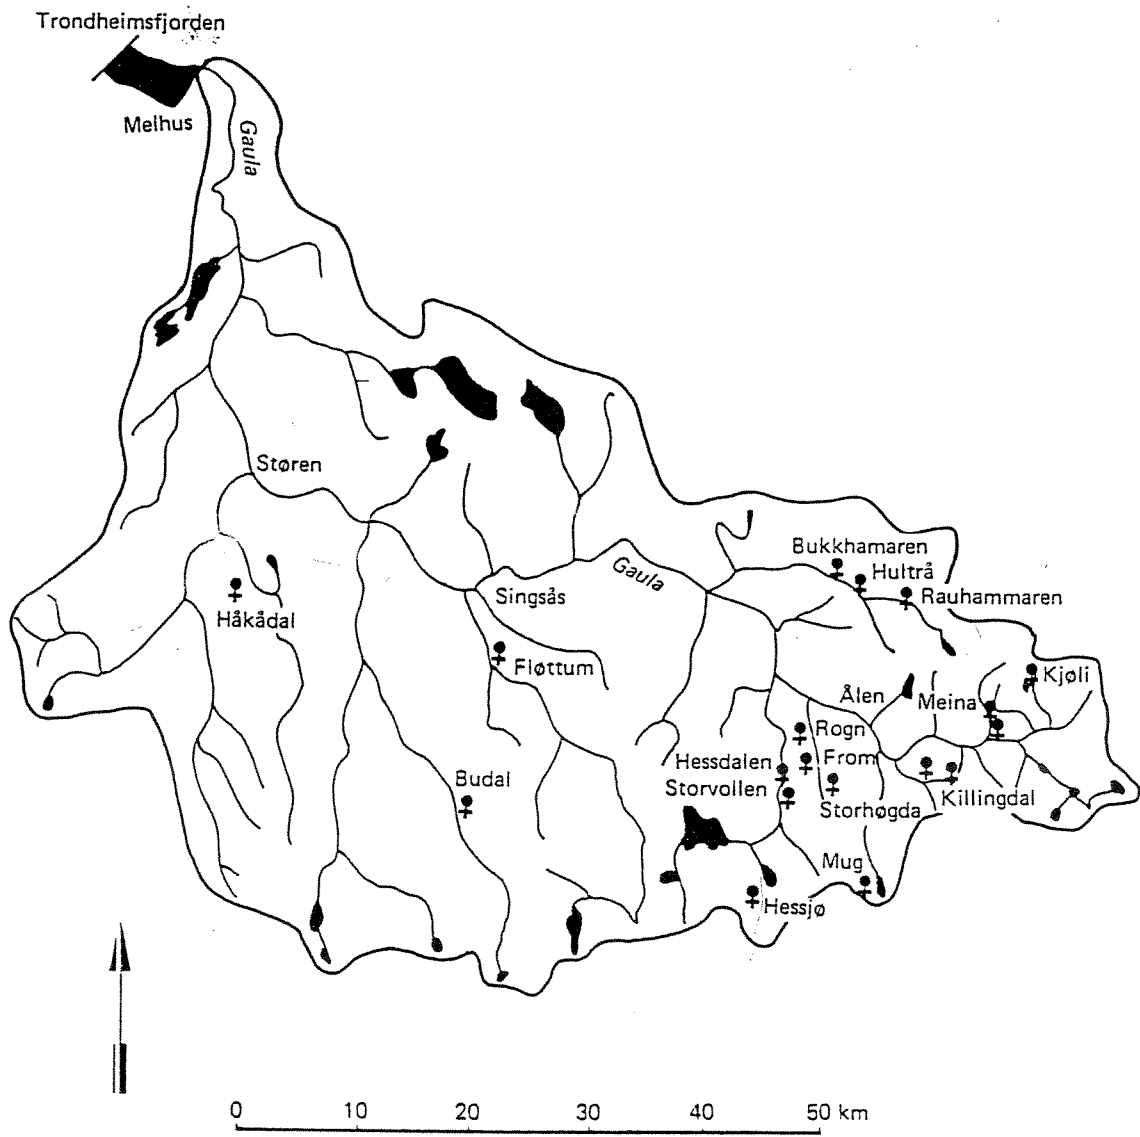 Trondheimsfjorden
Melhus
Gaula
Støren
Bukkhamaren
Hultrå
Gaula
Singsås
Rauhammaren
Håkådal
Fløttum
Kjøli
Ålen
Meina
Rogn
Hessdalen
From
Storvollen
Budal
Killingdal
Storhøgda
Mug
Hessjø
0 10 20 30 40 50 km